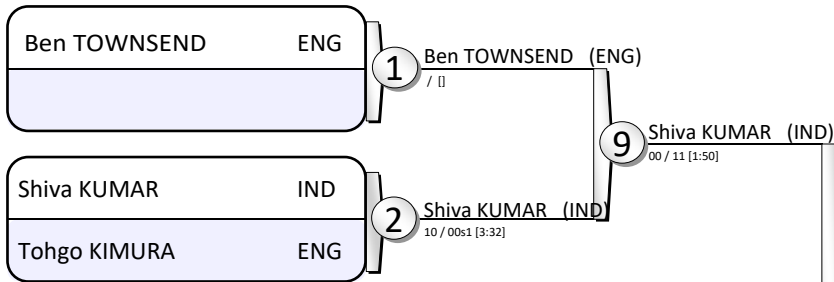 Ben TOWNSEND ENG
1
Ben TOWNSEND (ENG)
/ []
9
Shiva KUMAR (IND)
00 / 11 [1:50]
Shiva KUMAR IND
Tohgo KIMURA ENG
2
Shiva KUMAR (IND)
10 / 00s1 [3:32]